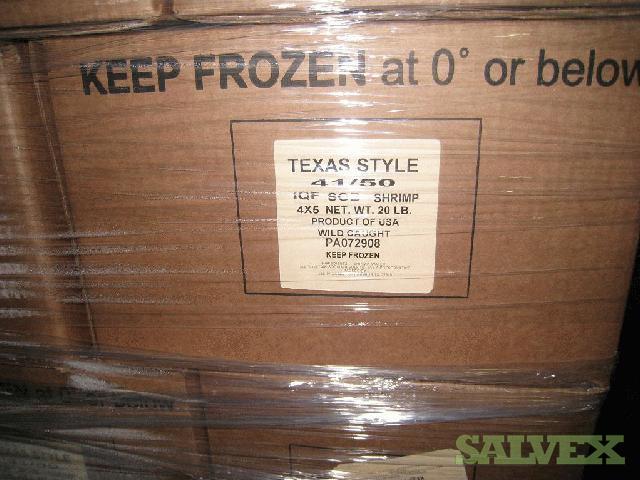 KEEP FROZEN at 0° or below
TEXAS STYLE
41/50
IQF SCB SHRIMP
4X5 NET. WT. 20 LB.
PRODUCT OF USA
WILD CAUGHT
PA072908
KEEP FROZEN
SALVEX